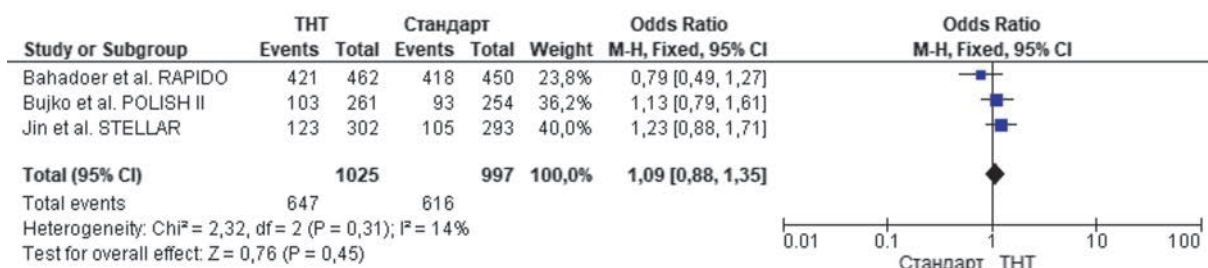 ТНТ Стандарт Odds Ratio Odds Ratio
Study or Subgroup Events Total Events Total Weight M-H, Fixed, 95% CI M-H, Fixed, 95% CI
Bahadoer et al. RAPIDO 421 462 418 450 23,8% 0,79 [0,49, 1,27]
Bujko et al. POLISH II 103 261 93 254 36,2% 1,13 [0,79, 1,61]
Jin et al. STELLAR 123 302 105 293 40,0% 1,23 [0,88, 1,71]
Total (95% CI) 1025 997 100,0% 1,09 [0,88, 1,35]
Total events 647 616
Heterogeneity: Chi² = 2,32, df = 2 (P = 0,31); I² = 14%
Test for overall effect: Z = 0,76 (P = 0,45)
0.01 0.1 1 10 100
Стандарт ТНТ